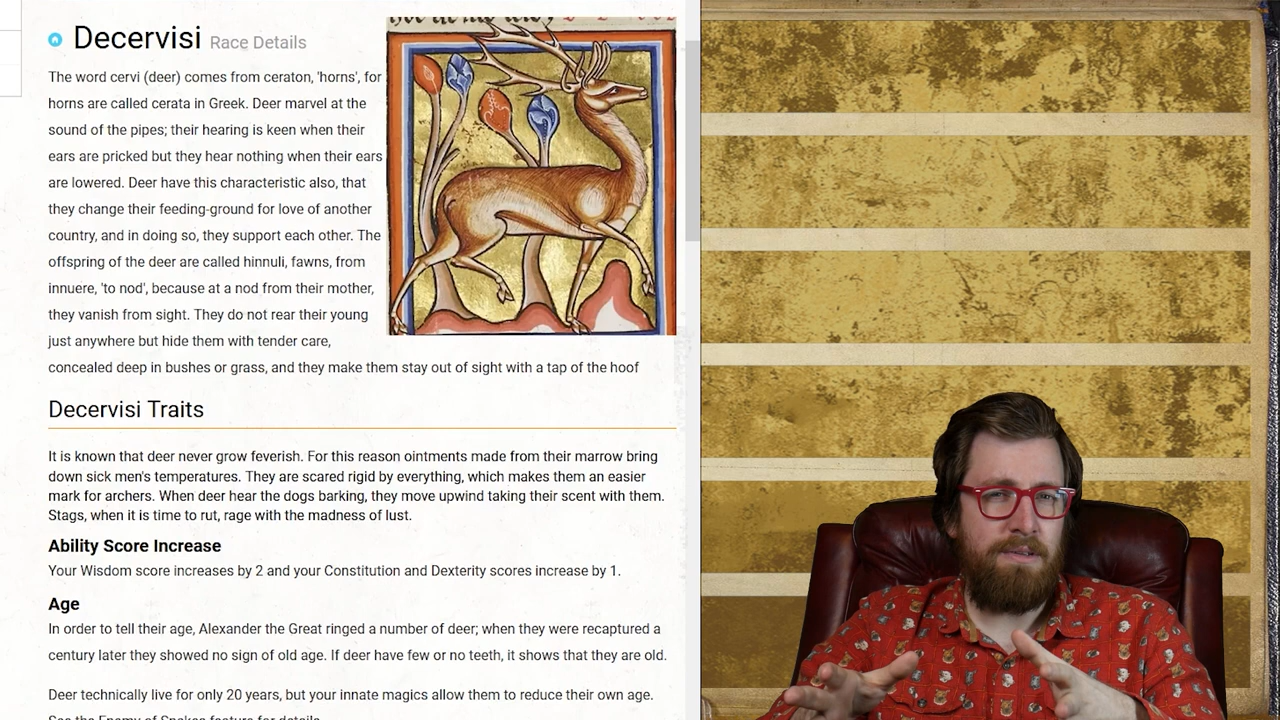 Decervisi Race Details
The word cervi (deer) comes from ceraton, 'horns', for
horns are called cerata in Greek. Deer marvel at the
sound of the pipes; their hearing is keen when their
ears are pricked but they hear nothing when their ears
are lowered. Deer have this characteristic also, that
they change their feeding-ground for love of another
country, and in doing so, they support each other. The
offspring of the deer are called hinnuli, fawns, from
innuere, 'to nod', because at a nod from their mother,
they vanish from sight. They do not rear their young
just anywhere but hide them with tender care,
concealed deep in bushes or grass, and they make them stay out of sight with a tap of the hoof
Decervisi Traits
It is known that deer never grow feverish. For this reason ointments made from their marrow bring
down sick men's temperatures. They are scared rigid by everything, which makes them an easier
mark for archers. When deer hear the dogs barking, they move upwind taking their scent with them.
Stags, when it is time to rut, rage with the madness of lust.
Ability Score Increase
Your Wisdom score increases by 2 and your Constitution and Dexterity scores increase by 1.
Age
In order to tell their age, Alexander the Great ringed a number of deer; when they were recaptured a
century later they showed no sign of old age. If deer have few or no teeth, it shows that they are old.
Deer technically live for only 20 years, but your innate magics allow them to reduce their own age.
See the Enemy of Snakes feature for details.